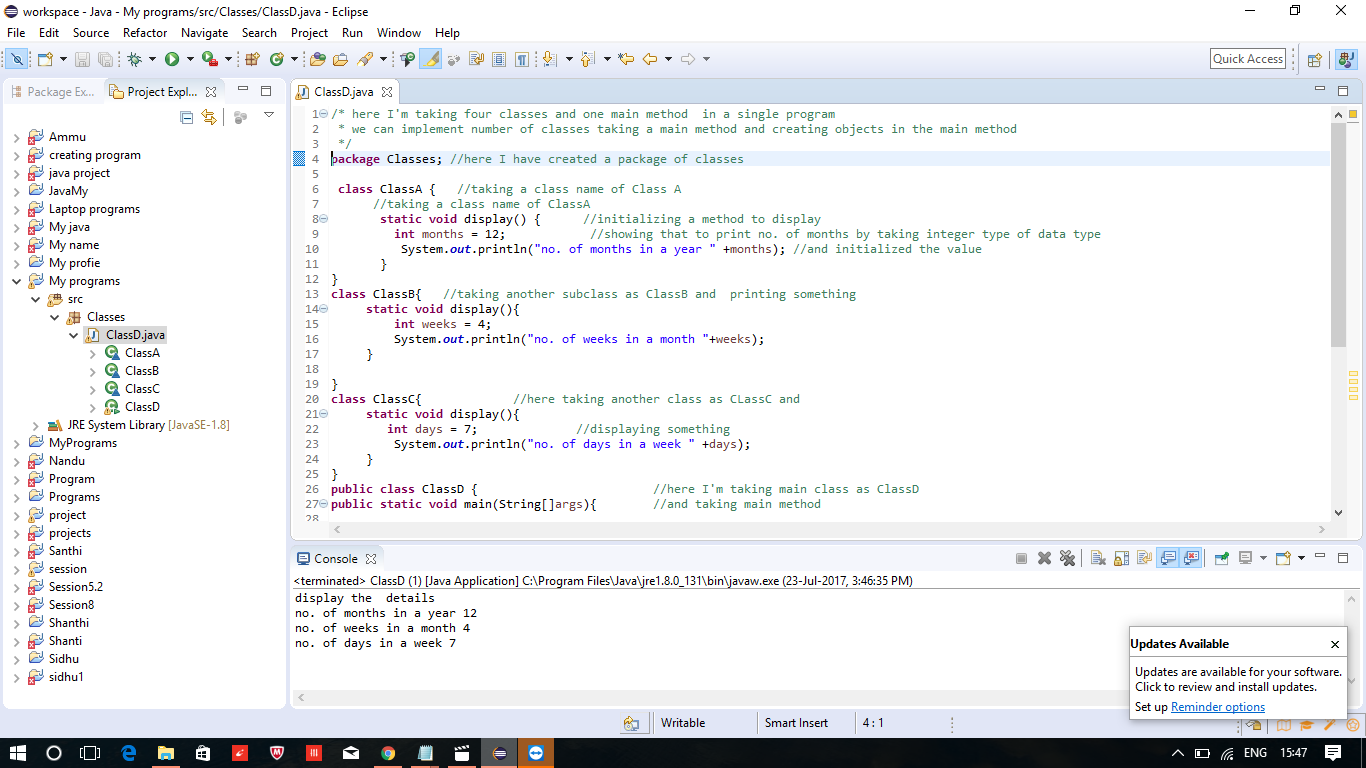 workspace - Java - My programs/src/Classes/ClassD.java - Eclipse
File Edit Source Refactor Navigate Search Project Run Window Help
Quick Access
Package Ex... Project Expl...
Ammu
creating program
java project
JavaMy
Laptop programs
My java
My name
My profie
My programs
src
Classes
ClassD.java
ClassA
ClassB
ClassC
ClassD
JRE System Library [JavaSE-1.8]
MyPrograms
Nandu
Program
Programs
project
projects
Santhi
session
Session5.2
Session8
Shanthi
Shanti
Sidhu
sidhu1
ClassD.java
1 /* here I'm taking four classes and one main method  in a single program
2  * we can implement number of classes taking a main method and creating objects in the main method
3  */
4 package Classes; //here I have created a package of classes
5
6  class ClassA {   //taking a class name of Class A
7       //taking a class name of ClassA
8        static void display() {      //initializing a method to display
9          int months = 12;            //showing that to print no. of months by taking integer type of data type
10           System.out.println("no. of months in a year " +months); //and initialized the value
11        }
12 }
13 class ClassB{   //taking another subclass as ClassB and  printing something
14      static void display(){
15          int weeks = 4;
16          System.out.println("no. of weeks in a month "+weeks);
17      }
18
19 }
20 class ClassC{             //here taking another class as CLassC and
21      static void display(){
22         int days = 7;              //displaying something
23          System.out.println("no. of days in a week " +days);
24      }
25 }
26 public class ClassD {                         //here I'm taking main class as ClassD
27 public static void main(String[]args){        //and taking main method
28
Console
<terminated> ClassD (1) [Java Application] C:\Program Files\Java\jre1.8.0_131\bin\javaw.exe (23-Jul-2017, 3:46:35 PM)
display the  details
no. of months in a year 12
no. of weeks in a month 4
no. of days in a week 7
Updates Available
Updates are available for your software.
Click to review and install updates.
Set up Reminder options
Writable Smart Insert 4 : 1
ENG 15:47